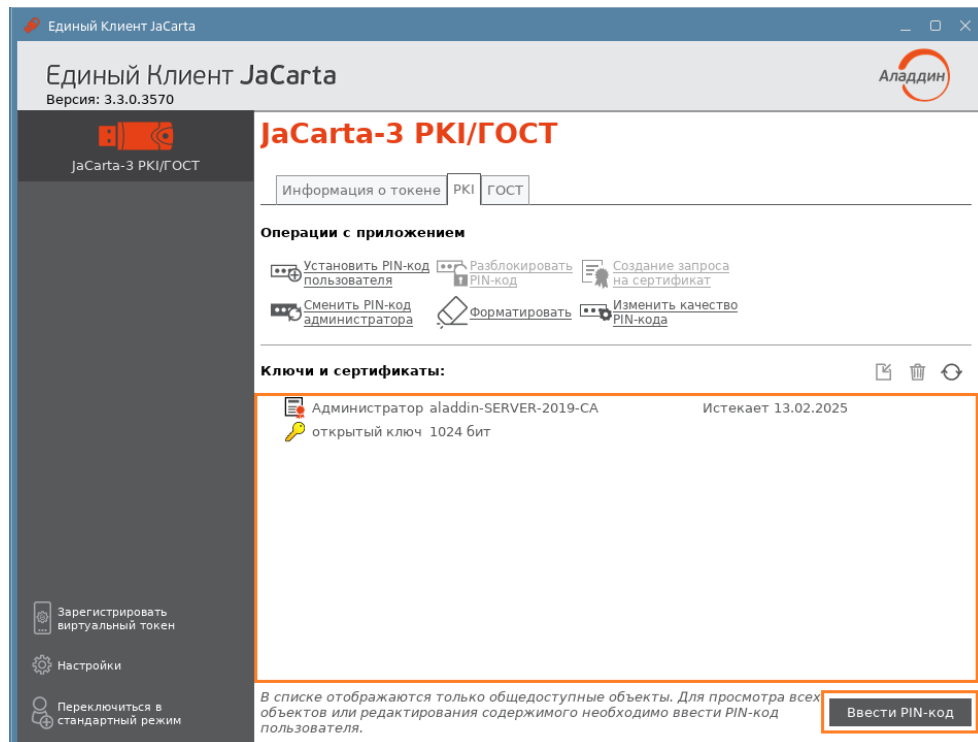 Единый Клиент JaCarta
Единый Клиент JaCarta
Версия: 3.3.0.3570
Аладдин
JaCarta-3 PKI/ГОСТ
JaCarta-3 PKI/ГОСТ
Информация о токене PKI ГОСТ
Операции с приложением
Установить PIN-код
пользователя
Разблокировать
PIN-код
Создание запроса
на сертификат
Сменить PIN-код
администратора
Форматировать
Изменить качество
PIN-кода
Ключи и сертификаты:
Администратор aladdin-SERVER-2019-CA Истекает 13.02.2025
открытый ключ 1024 бит
Зарегистрировать
виртуальный токен
Настройки
Переключиться в
стандартный режим
В списке отображаются только общедоступные объекты. Для просмотра всех
объектов или редактирования содержимого необходимо ввести PIN-код
пользователя.
Ввести PIN-код